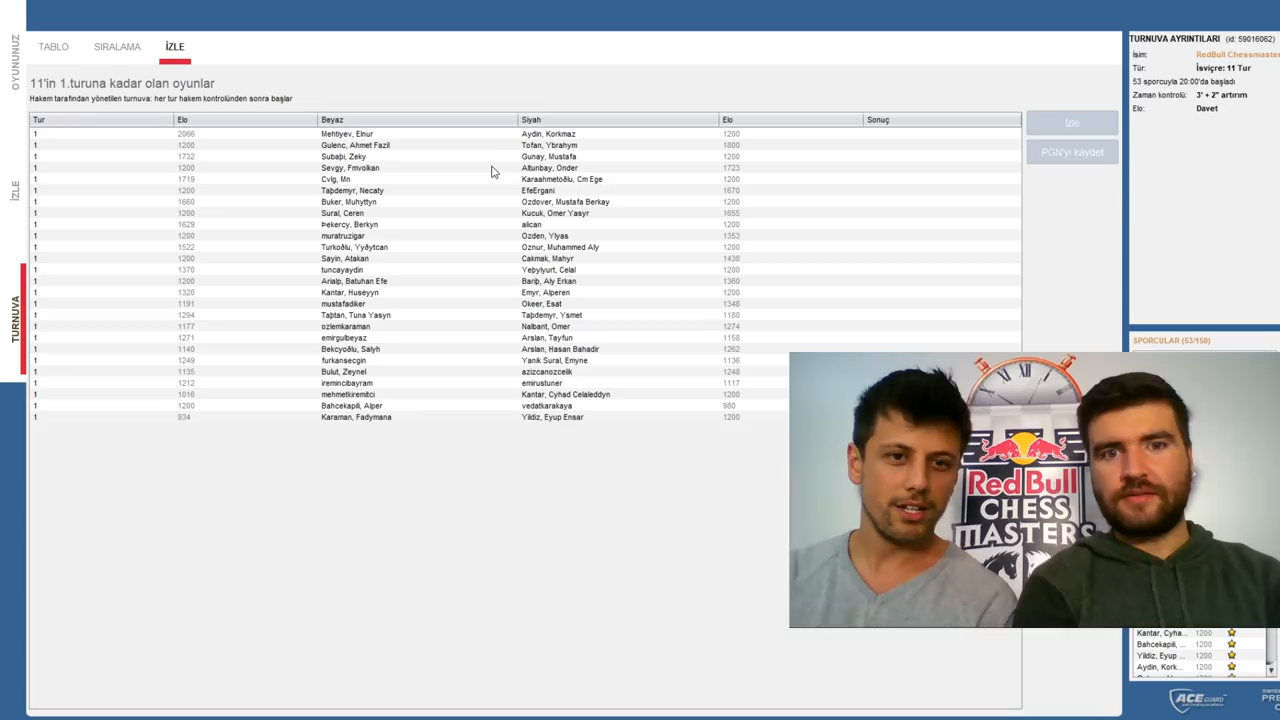 OYUNUNUZ
İZLE
TURNUVA
TABLO SIRALAMA İZLE
11'in 1.turuna kadar olan oyunlar
Hakem tarafından yönetilen turnuva: her tur hakem kontrolünden sonra başlar
Tur Elo Beyaz Siyah Elo Sonuç
1 2066 Mehtiyev, Elnur Aydin, Korkmaz 1200
1 1200 Gulenc, Ahmet Fazil Tofan, Ybrahym 1800
1 1732 Subaþi, Zeky Gunay, Mustafa 1200
1 1200 Sevgy, Fmvolkan Altunbay, Onder 1723
1 1719 Cvlg, Mn Karaahmetoðlu, Cm Ege 1200
1 1200 Taþdemyr, Necaty EfeErgani 1670
1 1660 Buker, Muhyttyn Ozdover, Mustafa Berkay 1200
1 1200 Sural, Ceren Kucuk, Omer Yasyr 1655
1 1629 Þekercy, Berkyn alican 1200
1 1200 muratruzigar Ozden, Ylyas 1353
1 1522 Turkoðlu, Yyðytcan Oznur, Muhammed Aly 1200
1 1200 Sayin, Atakan Cakmak, Mahyr 1438
1 1370 tuncayaydin Yeþylyurt, Celal 1200
1 1200 Arialp, Batuhan Efe Bariþ, Aly Erkan 1360
1 1320 Kantar, Huseyyn Emyr, Alperen 1200
1 1191 mustafadiker Okeer, Esat 1348
1 1294 Taþtan, Tuna Yasyn Taþdemyr, Ysmet 1180
1 1177 ozlemkaraman Nalbant, Omer 1274
1 1271 emirgulbeyaz Arslan, Tayfun 1158
1 1140 Bekcyoðlu, Salyh Arslan, Hasan Bahadir 1262
1 1249 furkansecgin Yanik Sural, Emyne 1136
1 1135 Bulut, Zeynel azizcanozcelik 1248
1 1212 iremincibayram emirustuner 1117
1 1016 mehmetkiremitci Kantar, Cyhad Celaleddyn 1200
1 1200 Bahcekapili, Alper vedatkarakaya 980
1 934 Karaman, Fadymana Yildiz, Eyup Ensar 1200
İzle
PGN'yi kaydet
TURNUVA AYRINTILARI (id: 59016062)
İsim: RedBull Chessmaster
Tür: İsviçre: 11 Tur
53 sporcuyla 20:00'da başladı
Zaman kontrolü: 3' + 2" artırım
Elo: Davet
SPORCULAR (53/150)
Red Bull
CHESS
MASTERS
Kantar, Cyha... 1200
Bahcekapili, ... 1200
Yildiz, Eyup ... 1200
Aydin, Kork... 1200
ACE GUARD